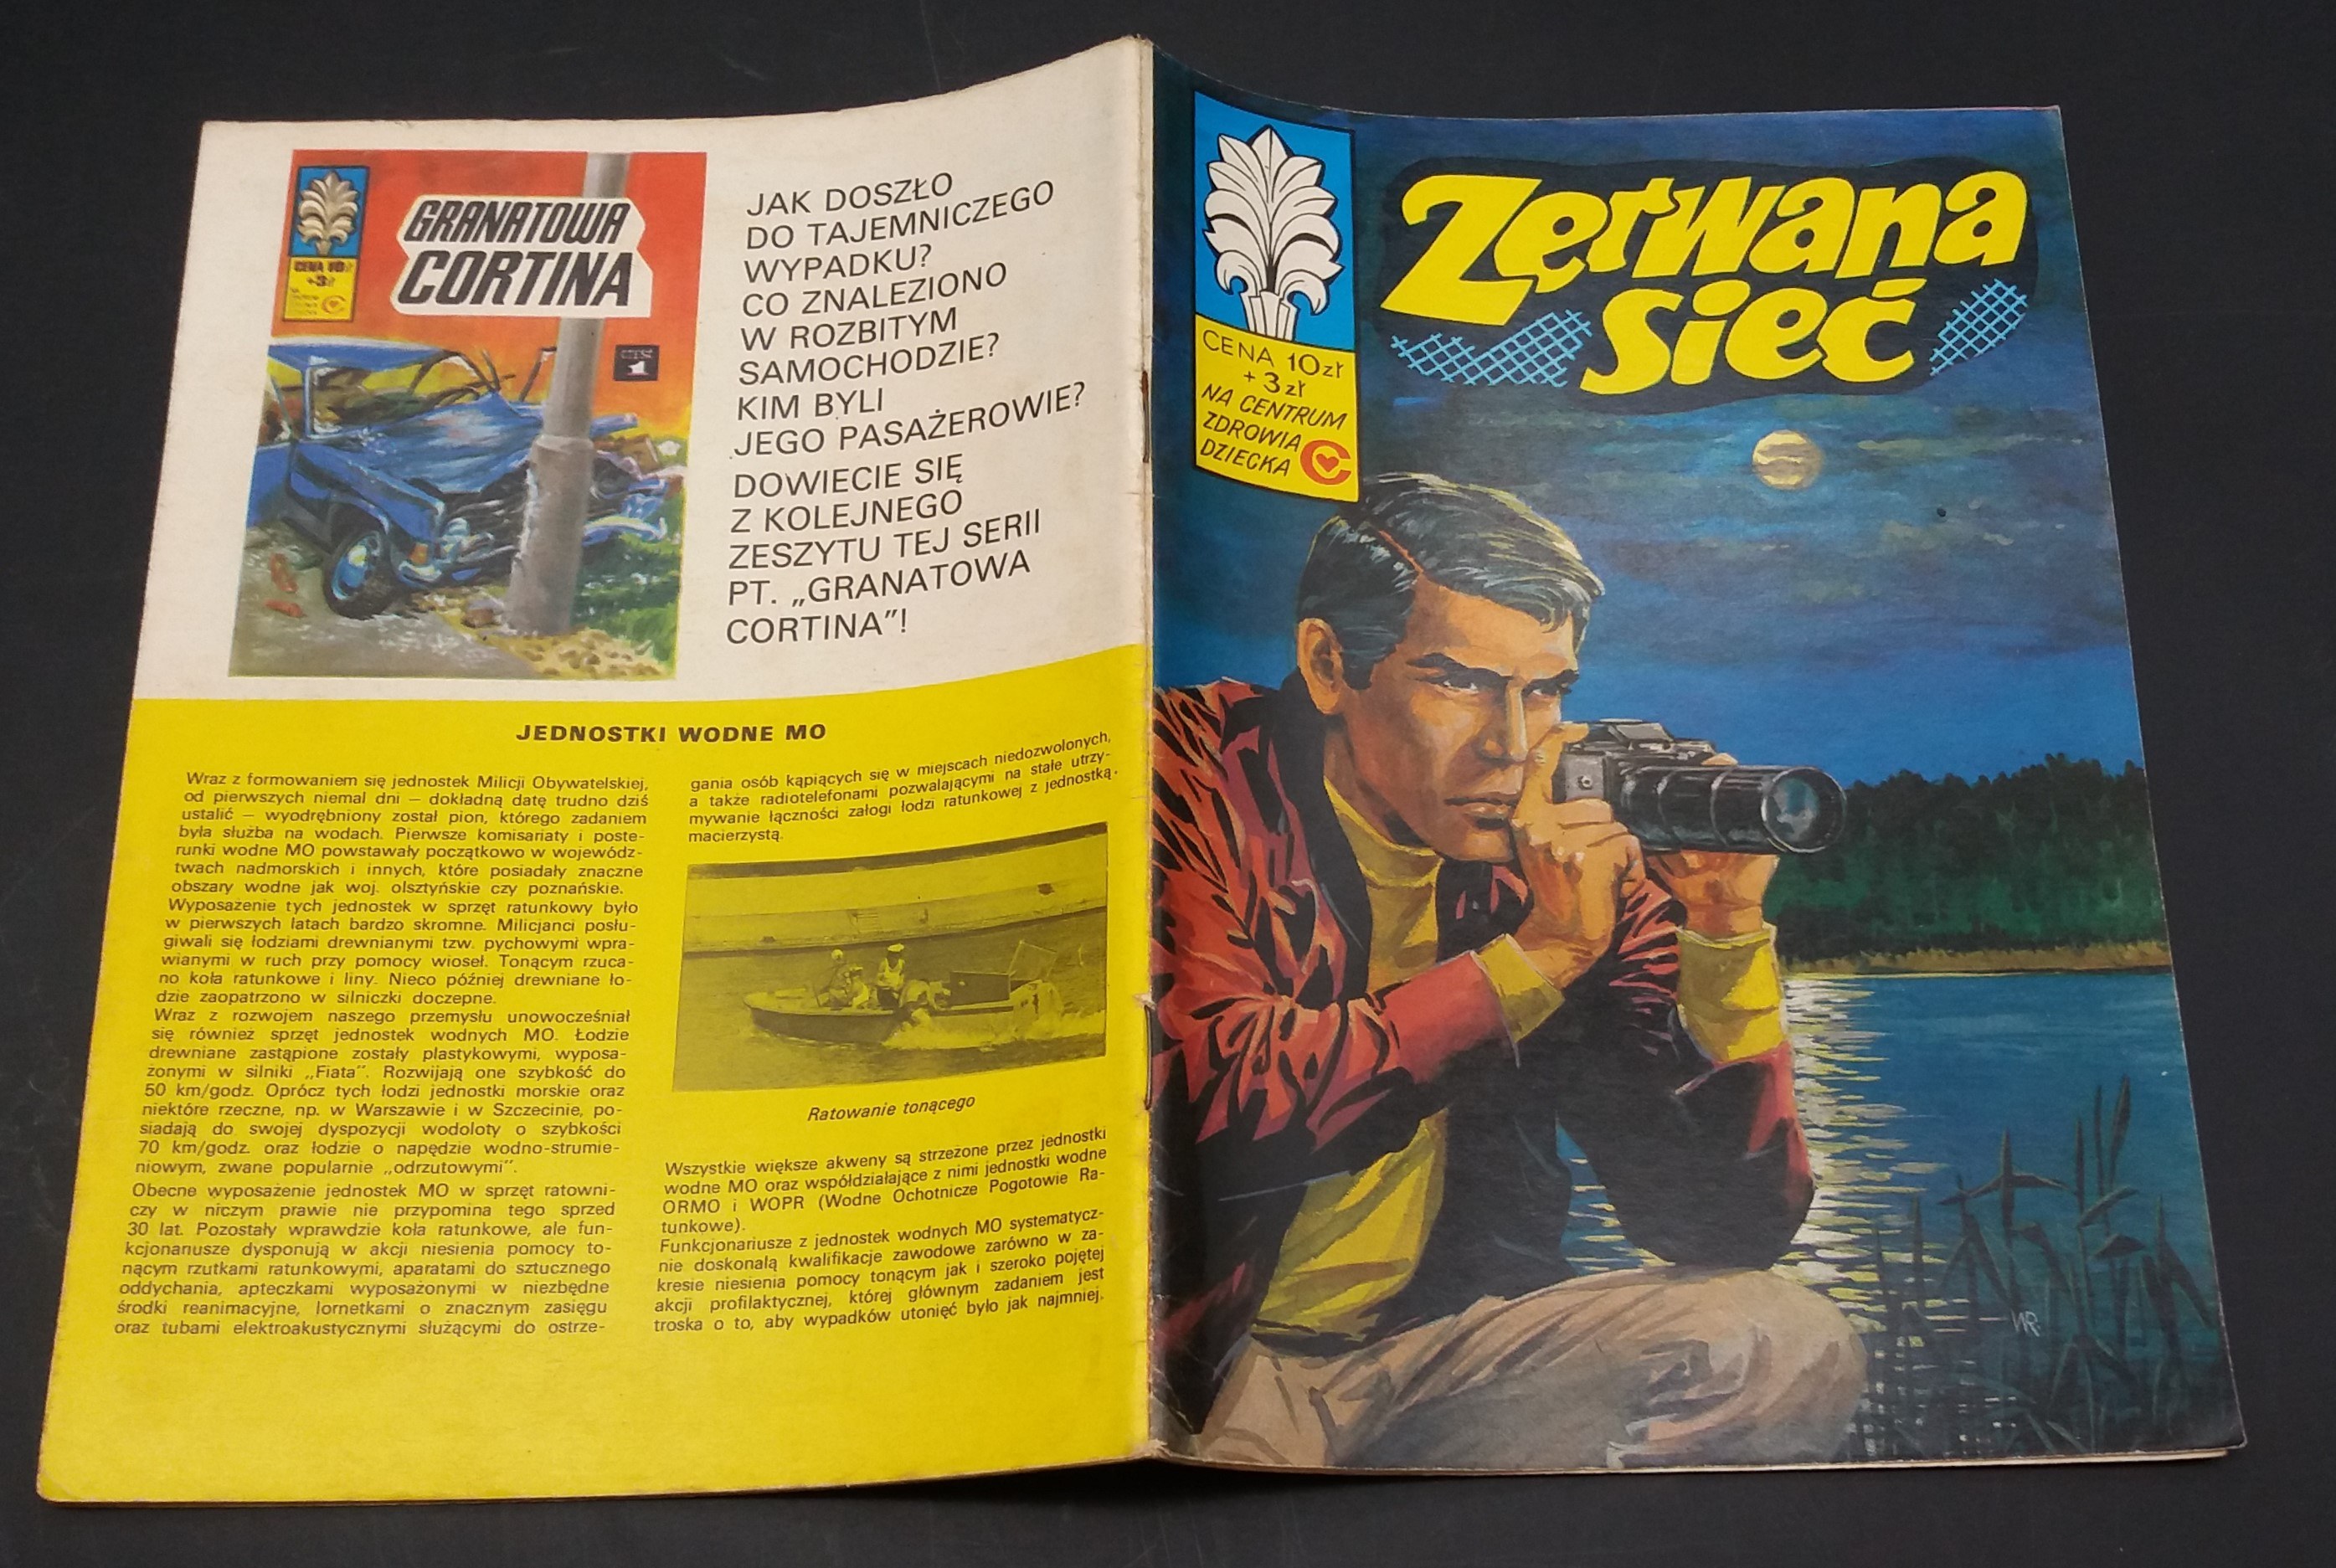 GRANATOWA
CORTINA
CENA 10zł
+3zł
CZĘŚĆ
1
JAK DOSZŁO
DO TAJEMNICZEGO
WYPADKU?
CO ZNALEZIONO
W ROZBITYM
SAMOCHODZIE?
KIM BYLI
JEGO PASAŻEROWIE?
DOWIECIE SIĘ
Z KOLEJNEGO
ZESZYTU TEJ SERII
PT. „GRANATOWA
CORTINA”!
JEDNOSTKI WODNE MO
Wraz z formowaniem się jednostek Milicji Obywatelskiej,
od pierwszych niemal dni — dokładną datę trudno dziś
ustalić — wyodrębniony został pion, którego zadaniem
była służba na wodach. Pierwsze komisariaty i poste-
runki wodne MO powstawały początkowo w wojewódz-
twach nadmorskich i innych, które posiadały znaczne
obszary wodne jak woj. olsztyńskie czy poznańskie.
Wyposażenie tych jednostek w sprzęt ratunkowy było
w pierwszych latach bardzo skromne. Milicjanci posłu-
giwali się łodziami drewnianymi tzw. pychowymi wpra-
wianymi w ruch przy pomocy wioseł. Tonącym rzuca-
no koła ratunkowe i liny. Nieco później drewniane ło-
dzie zaopatrzono w silniczki doczepne.
Wraz z rozwojem naszego przemysłu unowocześniał
się również sprzęt jednostek wodnych MO. Łodzie
drewniane zastąpione zostały plastykowymi, wyposa-
żonymi w silniki „Fiata”. Rozwijają one szybkość do
50 km/godz. Oprócz tych łodzi jednostki morskie oraz
niektóre rzeczne, np. w Warszawie i w Szczecinie, po-
siadają do swojej dyspozycji wodoloty o szybkości
70 km/godz. oraz łodzie o napędzie wodno-strumie-
niowym, zwane popularnie „odrzutowymi”.
Obecne wyposażenie jednostek MO w sprzęt ratowni-
czy w niczym prawie nie przypomina tego sprzed
30 lat. Pozostały wprawdzie koła ratunkowe, ale fun-
kcjonariusze dysponują w akcji niesienia pomocy to-
nącym rzutkami ratunkowymi, aparatami do sztucznego
oddychania, apteczkami wyposażonymi w niezbędne
środki reanimacyjne, lornetkami o znacznym zasięgu
oraz tubami elektroakustycznymi służącymi do ostrze-
gania osób kąpiących się w miejscach niedozwolonych,
a także radiotelefonami pozwalającymi na stałe utrzy-
mywanie łączności załogi łodzi ratunkowej z jednostką
macierzystą.
Ratowanie tonącego
Wszystkie większe akweny są strzeżone przez jednostki
wodne MO oraz współdziałające z nimi jednostki wodne
ORMO i WOPR (Wodne Ochotnicze Pogotowie Ra-
tunkowe).
Funkcjonariusze z jednostek wodnych MO systematycz-
nie doskonalą kwalifikacje zawodowe zarówno w za-
kresie niesienia pomocy tonącym jak i szeroko pojętej
akcji profilaktycznej, której głównym zadaniem jest
troska o to, aby wypadków utonięć było jak najmniej.
Zerwana
sieć
CENA 10zł
+ 3zł
NA CENTRUM
ZDROWIA
DZIECKA
WR